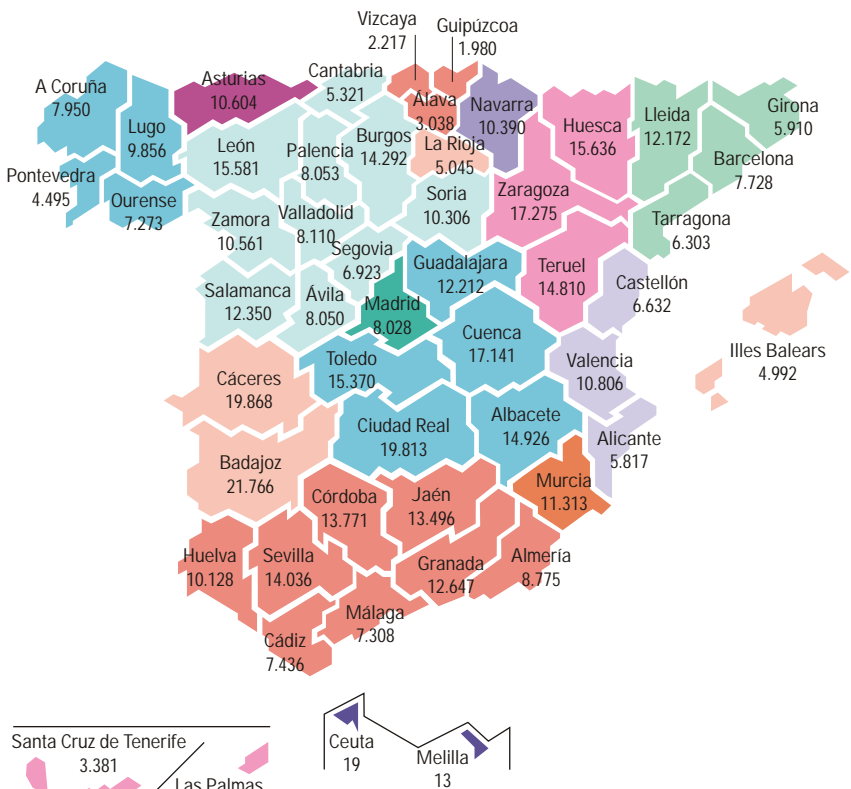 Vizcaya
2.217
Guipúzcoa
1.980
A Coruña
7.950
Lugo
9.856
Asturias
10.604
Cantabria
5.321
Álava
3.038
Navarra
10.390
Huesca
15.636
Lleida
12.172
Girona
5.910
Barcelona
7.728
Pontevedra
4.495
Ourense
7.273
León
15.581
Palencia
8.053
Burgos
14.292
La Rioja
5.045
Soria
10.306
Zaragoza
17.275
Tarragona
6.303
Zamora
10.561
Valladolid
8.110
Segovia
6.923
Guadalajara
12.212
Teruel
14.810
Castellón
6.632
Salamanca
12.350
Ávila
8.050
Madrid
8.028
Cuenca
17.141
Valencia
10.806
Illes Balears
4.992
Cáceres
19.868
Toledo
15.370
Ciudad Real
19.813
Albacete
14.926
Alicante
5.817
Badajoz
21.766
Córdoba
13.771
Jaén
13.496
Murcia
11.313
Huelva
10.128
Sevilla
14.036
Granada
12.647
Almería
8.775
Málaga
7.308
Cádiz
7.436
Santa Cruz de Tenerife
3.381
Las Palmas
Ceuta
19
Melilla
13